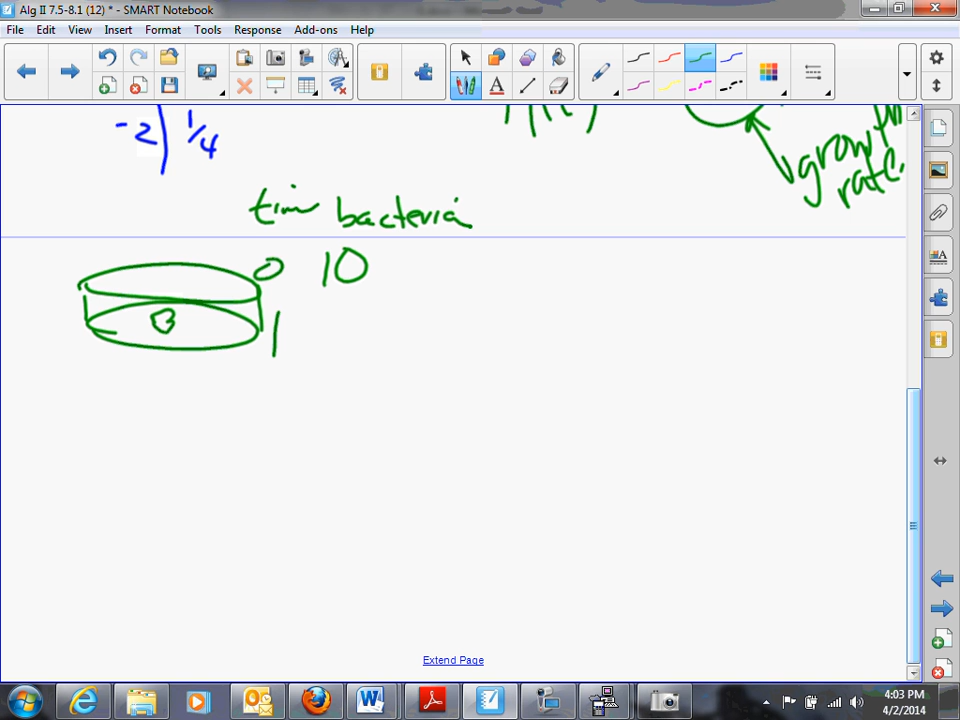 Alg II 7.5-8.1 (12) * - SMART Notebook
File Edit View Insert Format Tools Response Add-ons Help
-2 1/4
growth
rate
bacteria
0 10
1
Extend Page
4:03 PM
4/2/2014